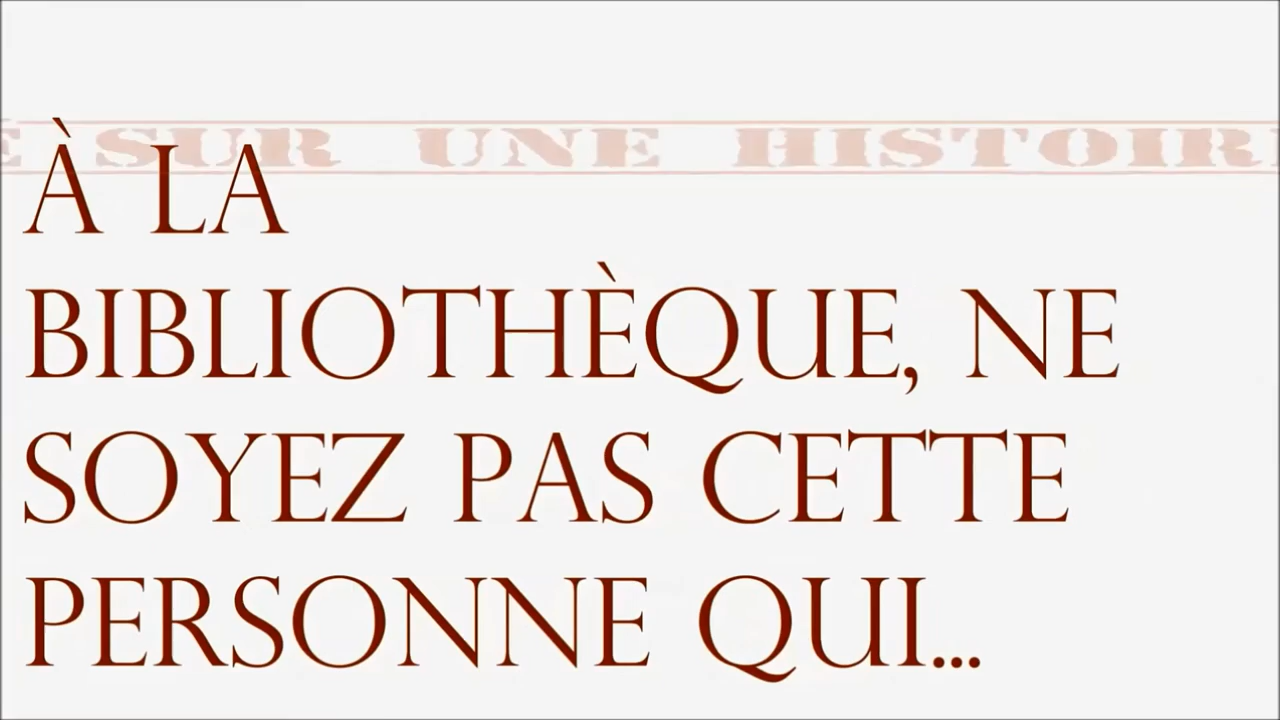 SUR UNE HISTOIR
À LA
BIBLIOTHÈQUE, NE
SOYEZ PAS CETTE
PERSONNE QUI...